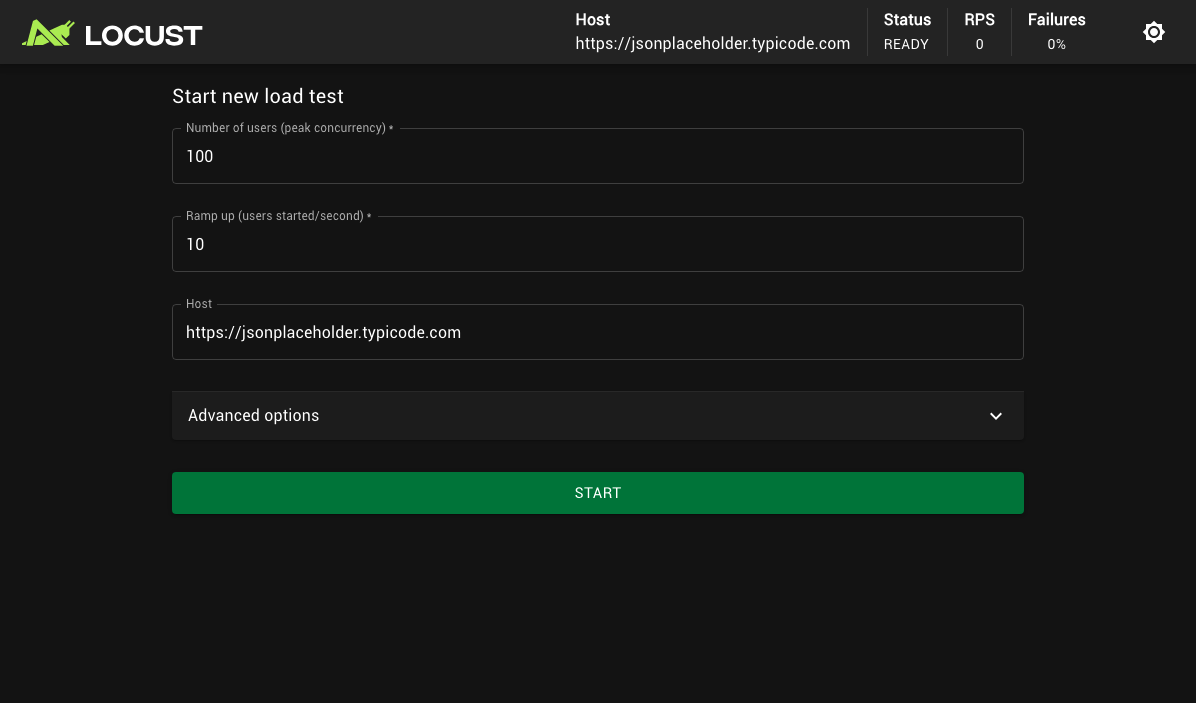 LOCUST
Host
https://jsonplaceholder.typicode.com
Status
READY
RPS
0
Failures
0%
Start new load test
Number of users (peak concurrency) *
100
Ramp up (users started/second) *
10
Host
https://jsonplaceholder.typicode.com
Advanced options
START